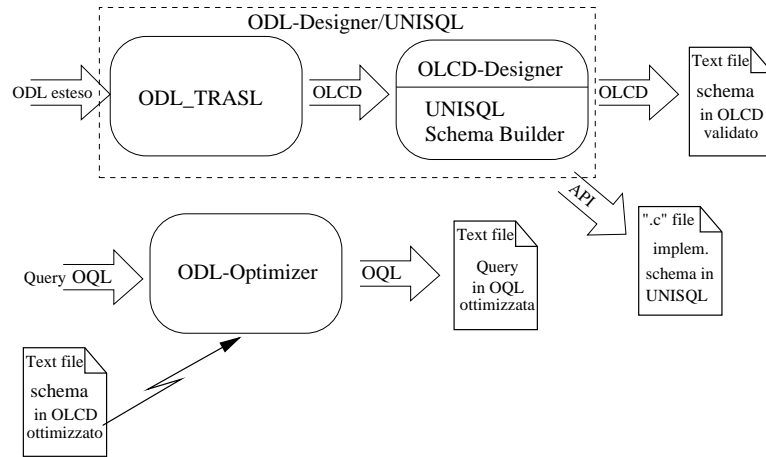 ODL-Designer/UNISQL
ODL esteso
ODL_TRASL
OLCD
OLCD-Designer
UNISQL
Schema Builder
OLCD
Text file
schema
in OLCD
validato
API
".c" file
implem.
schema in
UNISQL
Query OQL
ODL-Optimizer
OQL
Text file
Query
in OQL
ottimizzata
Text file
schema
in OLCD
ottimizzato